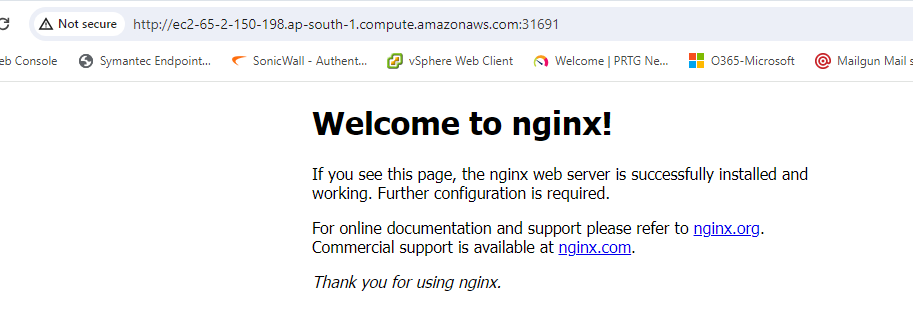 Not secure http://ec2-65-2-150-198.ap-south-1.compute.amazonaws.com:31691
eb Console Symantec Endpoint... SonicWall - Authent... vSphere Web Client Welcome | PRTG Ne... O365-Microsoft Mailgun Mail s
Welcome to nginx!
If you see this page, the nginx web server is successfully installed and
working. Further configuration is required.
For online documentation and support please refer to nginx.org.
Commercial support is available at nginx.com.
Thank you for using nginx.